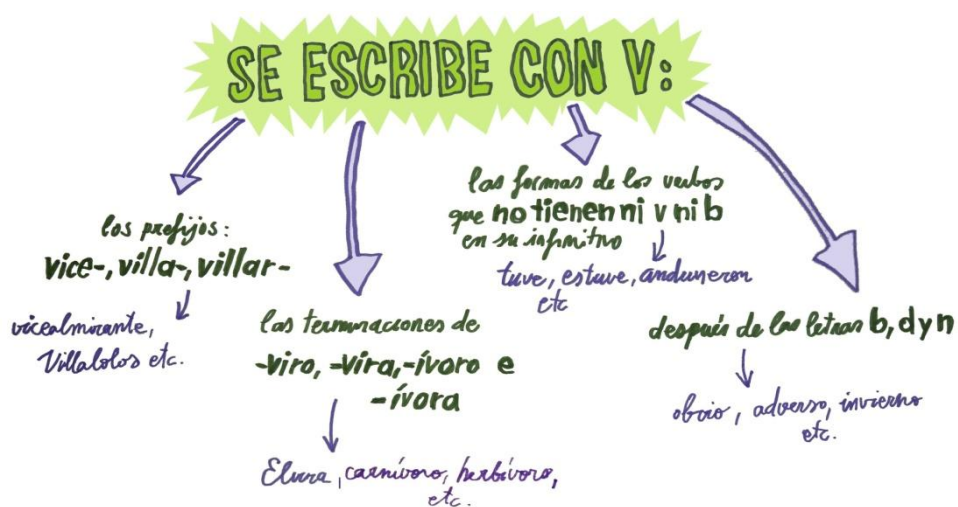 SE ESCRIBE CON V:
los prefijos:
vice-, villa-, villar-
vicealmirante,
Villalolos etc.
las terminaciones de
-viro, -vira, -ívoro e
-ívora
Elvira, carnívoro, herbívoro,
etc.
las formas de los verbos
que no tienen ni v ni b
en su infinitivo
tuve, estuve, anduvieron
etc
después de las letras b, d y n
obvio, adverso, invierno
etc.